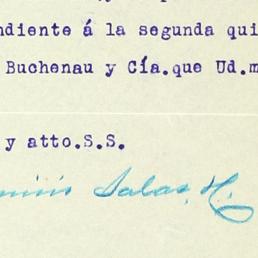 ndiente á la segunda qui
Buchenau y Cía.que Ud.m
y atto.S.S.
Salas, H.